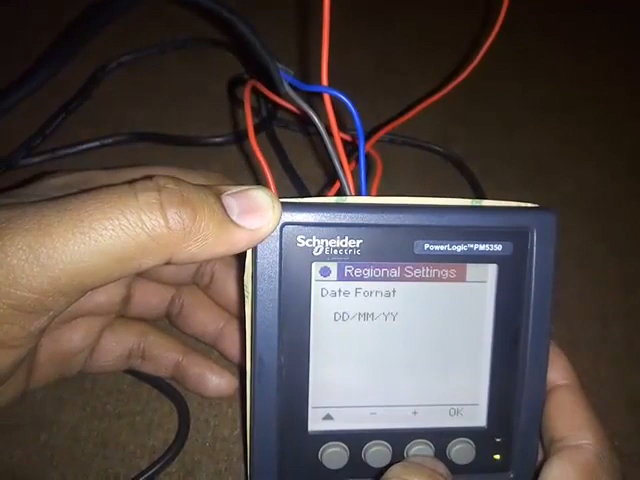 Schneider
Electric
PowerLogic™PM5350
Regional Settings
Date Format
DD/MM/YY
- + OK